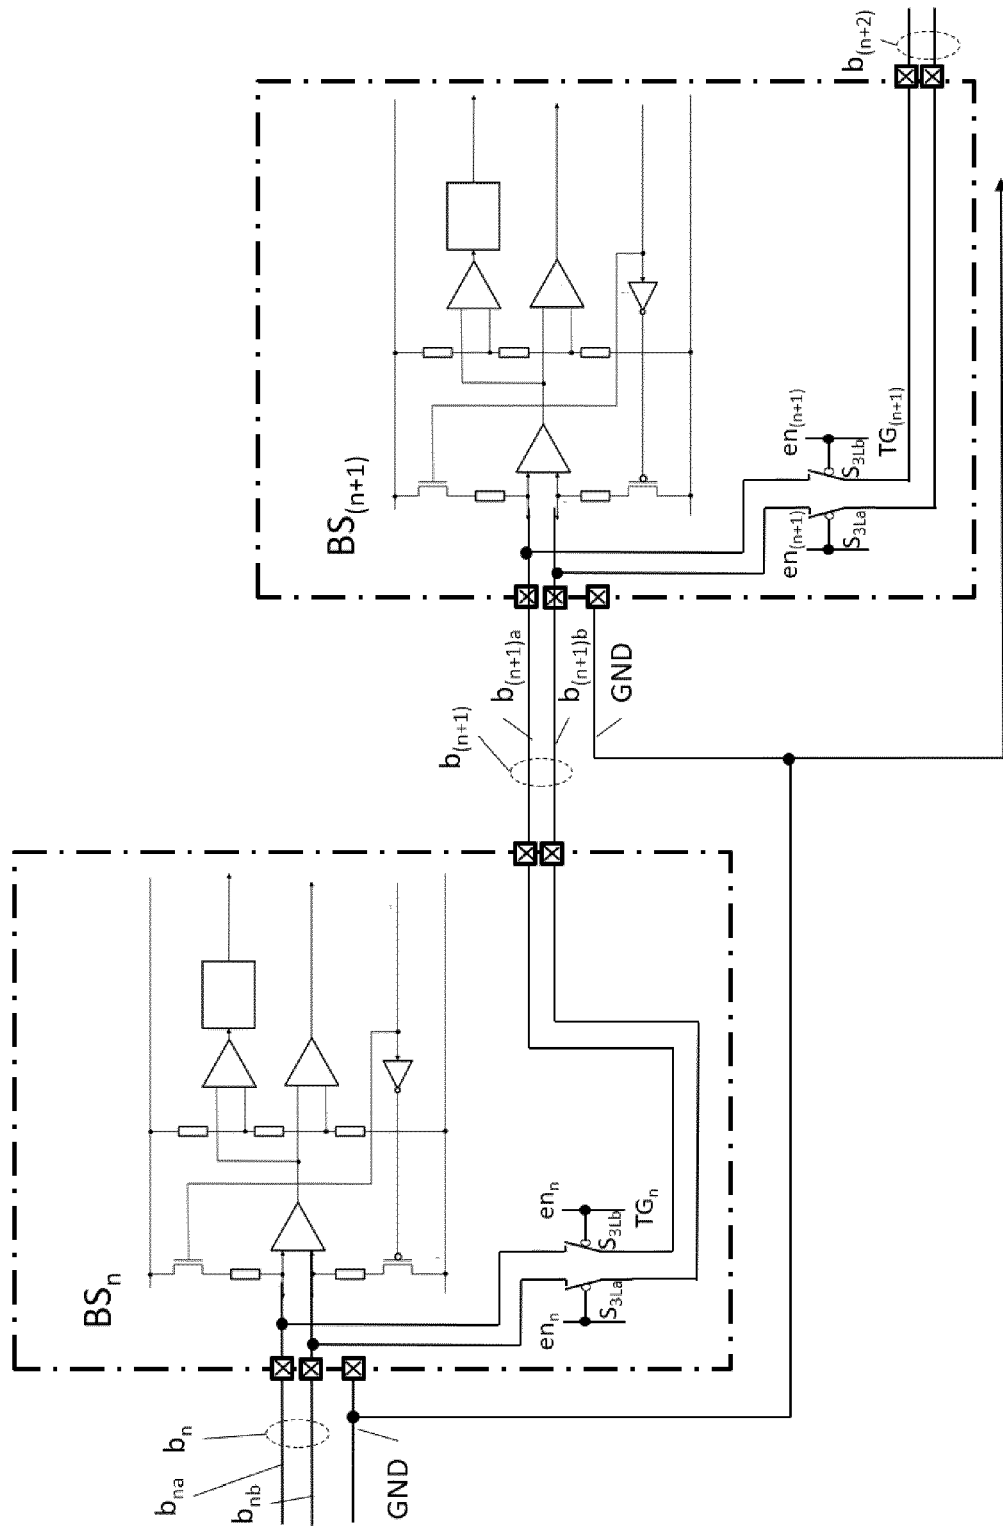 b₍ₙ₊₂₎
BS₍ₙ₊₁₎
en₍ₙ₊₁₎
S₃Lb
TG₍ₙ₊₁₎
en₍ₙ₊₁₎
S₃La
b₍ₙ₊₁₎
b₍ₙ₊₁₎a
b₍ₙ₊₁₎b
GND
BSₙ
enₙ
S₃Lb
TGₙ
enₙ
S₃La
bₙa
bₙ
bₙb
GND